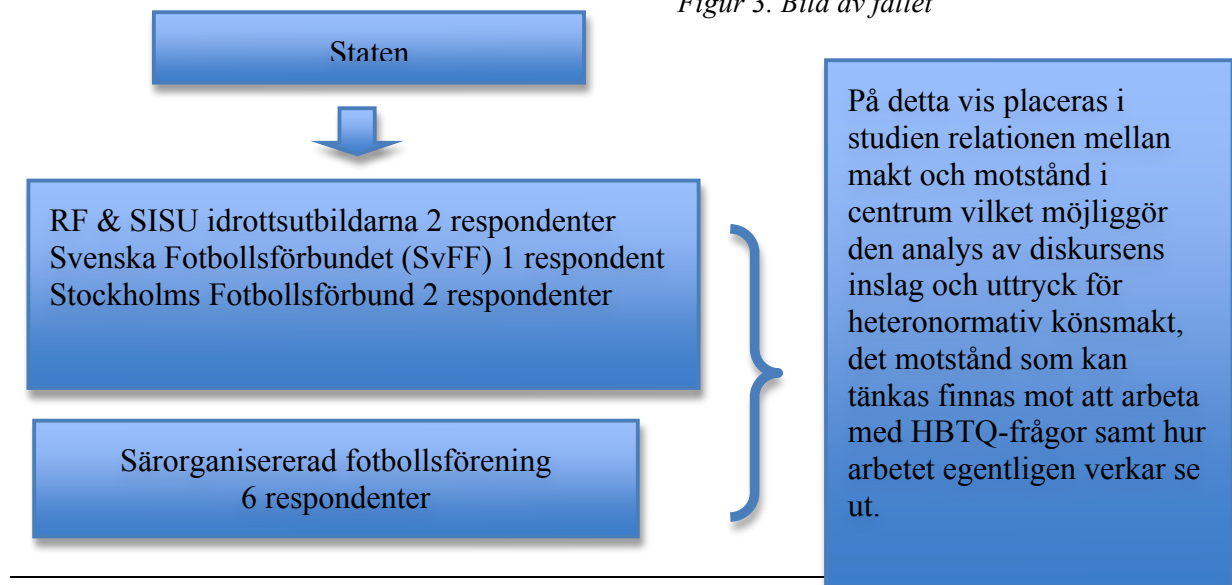 Figur 3. Bild av fallet
Staten
RF & SISU idrottsutbildarna 2 respondenter
Svenska Fotbollsförbundet (SvFF) 1 respondent
Stockholms Fotbollsförbund 2 respondenter
Särorganisererad fotbollsförening
6 respondenter
På detta vis placeras i
studien relationen mellan
makt och motstånd i
centrum vilket möjliggör
den analys av diskursens
inslag och uttryck för
heteronormativ könsmakt,
det motstånd som kan
tänkas finnas mot att arbeta
med HBTQ-frågor samt hur
arbetet egentligen verkar se
ut.